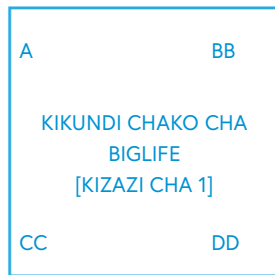 A BB
KIKUNDI CHAKO CHA
BIGLIFE
[KIZAZI CHA 1]
CC DD